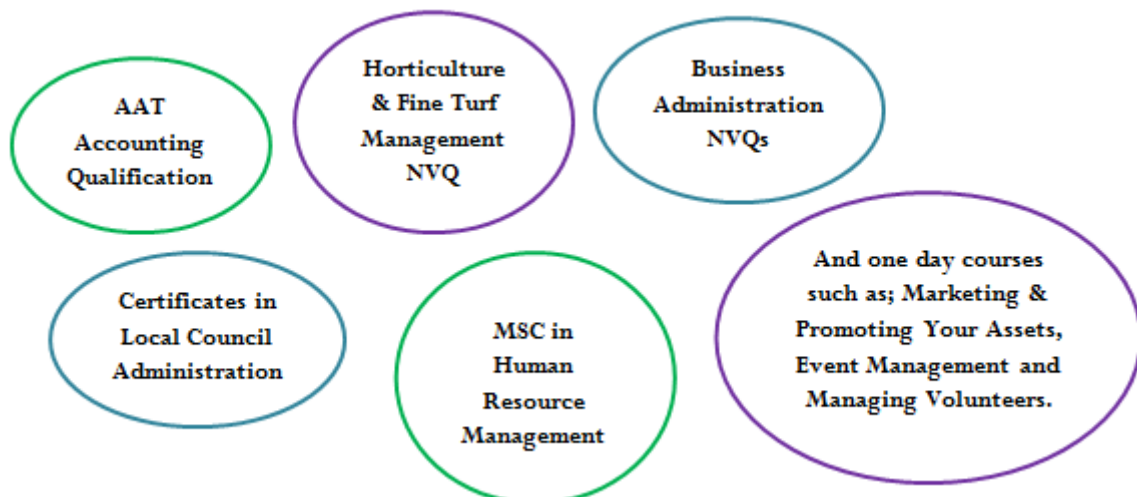 AAT
Accounting
Qualification
Horticulture
& Fine Turf
Management
NVQ
Business
Administration
NVQs
Certificates in
Local Council
Administration
MSC in
Human
Resource
Management
And one day courses
such as; Marketing &
Promoting Your Assets,
Event Management and
Managing Volunteers.